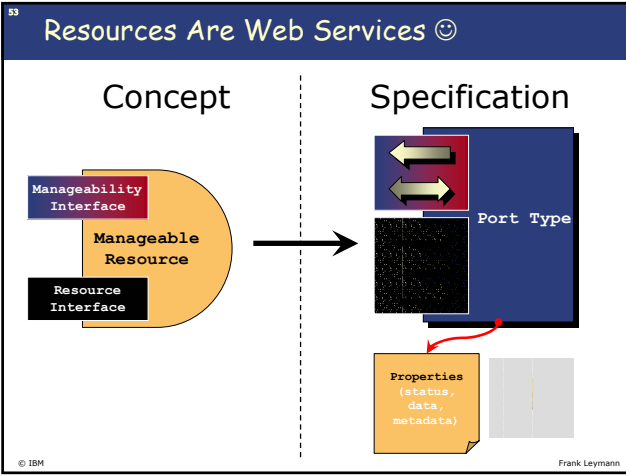 53
Resources Are Web Services ☺
Concept
Specification
Manageability
Interface
Manageable
Resource
Resource
Interface
Port Type
Properties
(status,
data,
metadata)
© IBM
Frank Leymann